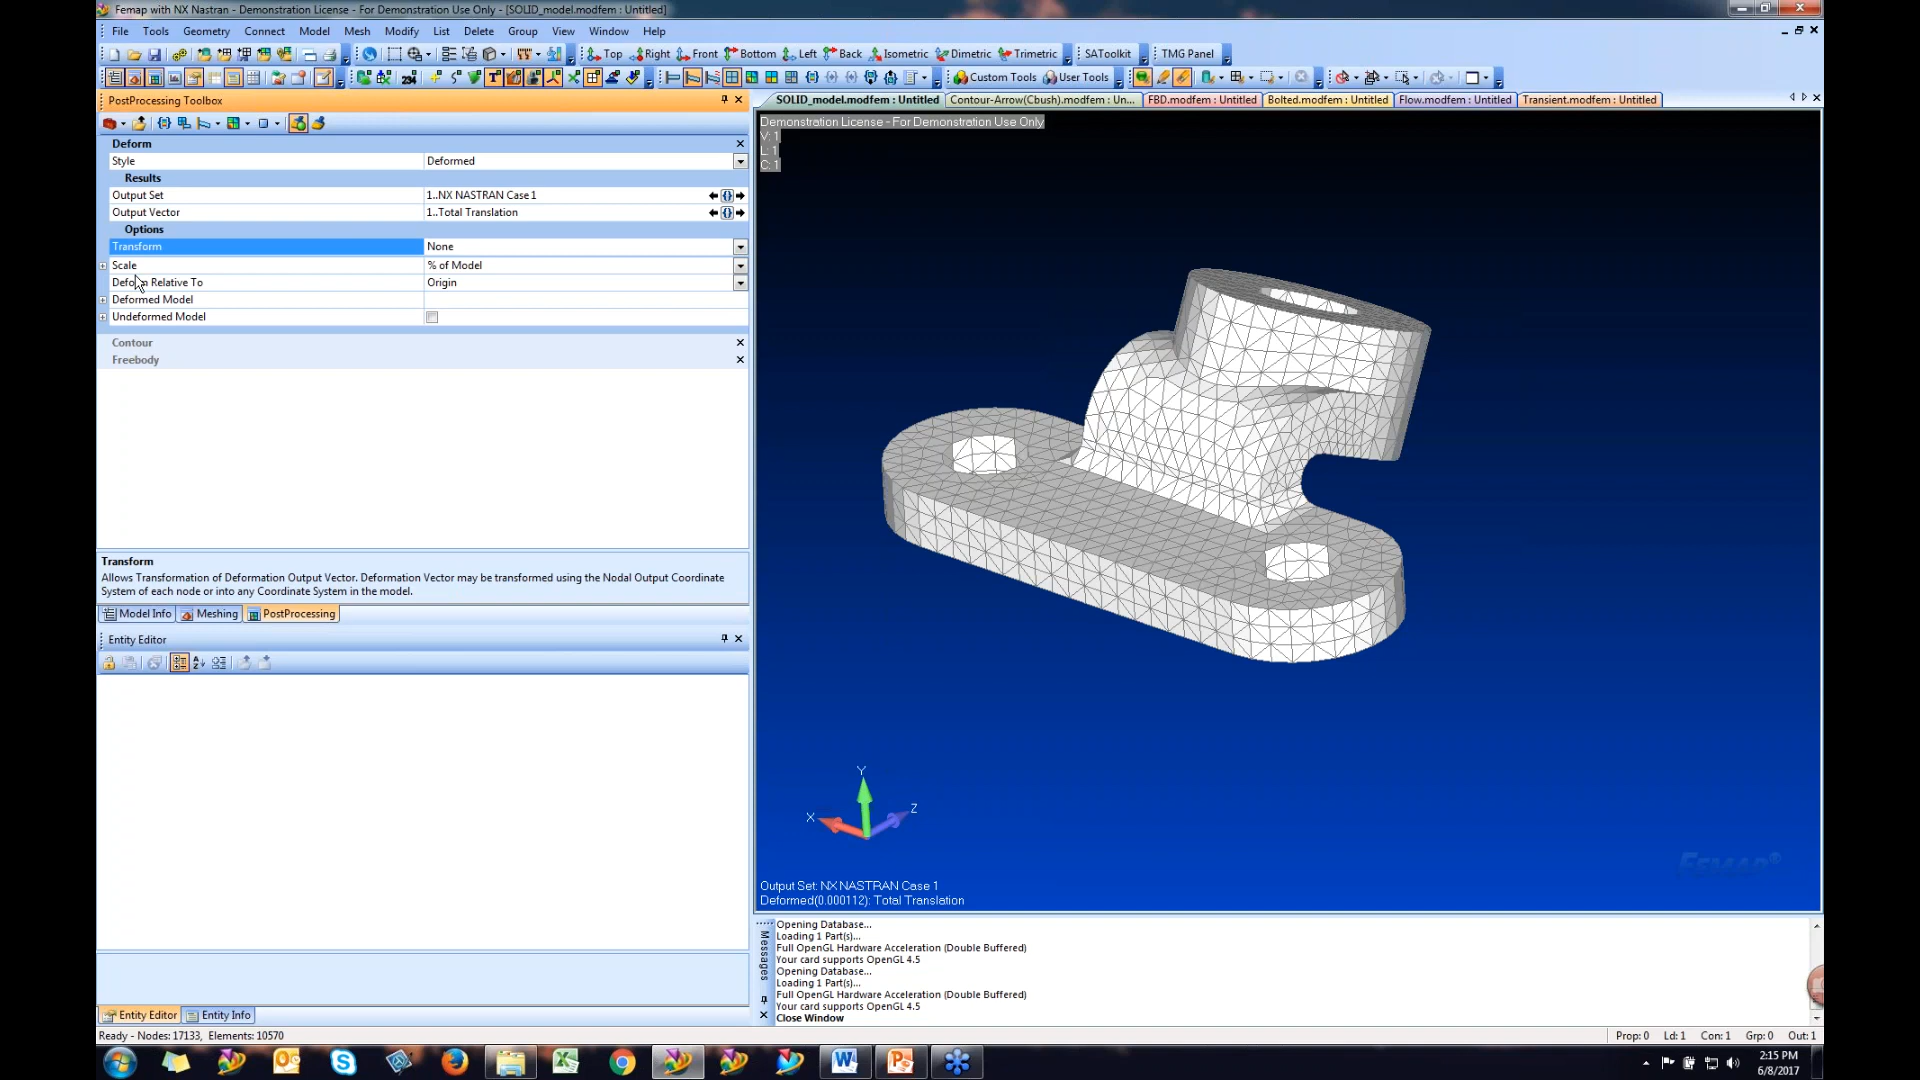 Femap with NX Nastran - Demonstration License - For Demonstration Use Only - [SOLID_model.modfem : Untitled]
File Tools Geometry Connect Model Mesh Modify List Delete Group View Window Help
Top Right Front Bottom Left Back Isometric Dimetric Trimetric SAToolkit TMG Panel
234 T Custom Tools User Tools
PostProcessing Toolbox
SOLID_model.modfem : Untitled Contour-Arrow(Cbush).modfem : Un... FBD.modfem : Untitled Bolted.modfem : Untitled Flow.modfem : Untitled Transient.modfem : Untitled
Demonstration License - For Demonstration Use Only
V: 1
L: 1
C: 1
Deform
Style Deformed
Results
Output Set 1..NX NASTRAN Case 1
Output Vector 1..Total Translation
Options
Transform None
Scale % of Model
Deform Relative To Origin
Deformed Model
Undeformed Model
Contour
Freebody
Transform
Allows Transformation of Deformation Output Vector. Deformation Vector may be transformed using the Nodal Output Coordinate
System of each node or into any Coordinate System in the model.
Model Info Meshing PostProcessing
Entity Editor
Y
X Z
FEMAP®
Output Set: NX NASTRAN Case 1
Deformed(0.000112): Total Translation
Messages
Opening Database...
Loading 1 Part(s)...
Full OpenGL Hardware Acceleration (Double Buffered)
Your card supports OpenGL 4.5
Opening Database...
Loading 1 Part(s)...
Full OpenGL Hardware Acceleration (Double Buffered)
Your card supports OpenGL 4.5
Close Window
Entity Editor Entity Info
Ready - Nodes: 17133, Elements: 10570
Prop: 0 Ld: 1 Con: 1 Grp: 0 Out: 1
2:15 PM
6/8/2017